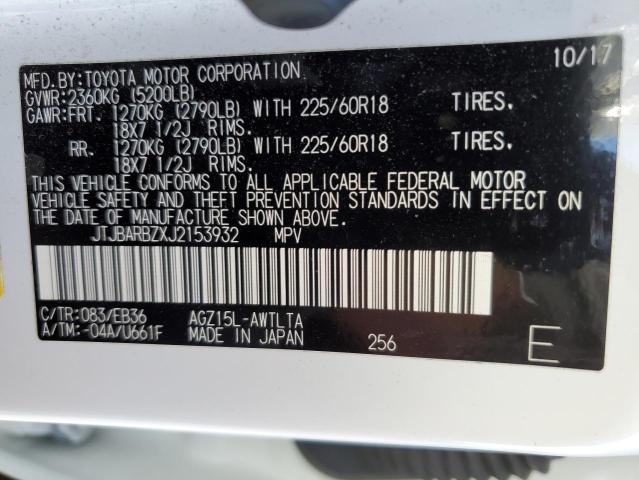 10/17
MFD.BY:TOYOTA MOTOR CORPORATION
GVWR:2360KG (5200LB)
GAWR:FRT. 1270KG (2790LB) WITH 225/60R18 TIRES.
18X7 1/2J RIMS.
RR. 1270KG (2790LB) WITH 225/60R18 TIRES.
18X7 1/2J RIMS.
THIS VEHICLE CONFORMS TO ALL APPLICABLE FEDERAL MOTOR
VEHICLE SAFETY AND THEFT PREVENTION STANDARDS IN EFFECT ON
THE DATE OF MANUFACTURE SHOWN ABOVE.
JTJBARBZXJ2153932 MPV
C/TR:083/EB36 AGZ15L-AWTLTA
A/TM:-04A/U661F MADE IN JAPAN 256 E